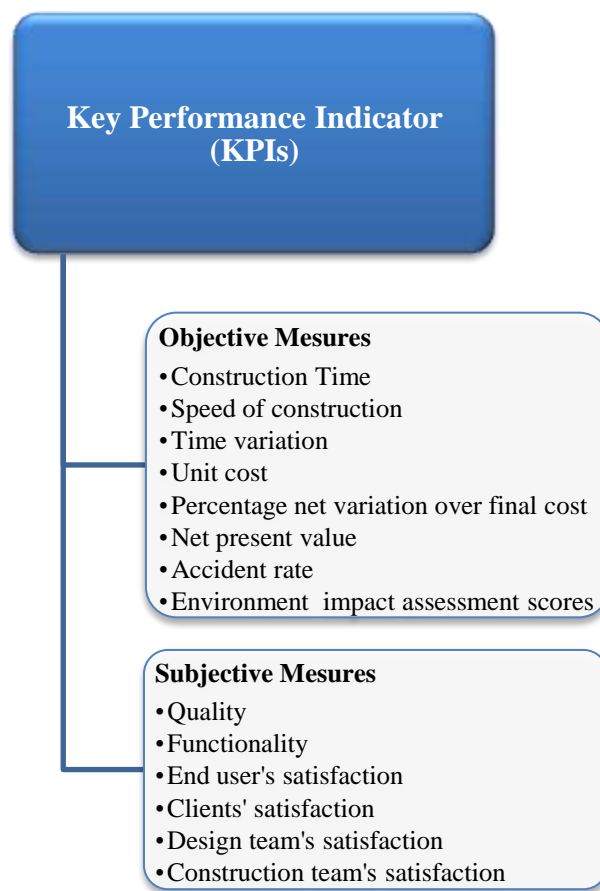 Key Performance Indicator
(KPIs)
Objective Mesures
•Construction Time
•Speed of construction
•Time variation
•Unit cost
•Percentage net variation over final cost
•Net present value
•Accident rate
•Environment  impact assessment scores
Subjective Mesures
•Quality
•Functionality
•End user's satisfaction
•Clients' satisfaction
•Design team's satisfaction
•Construction team's satisfaction